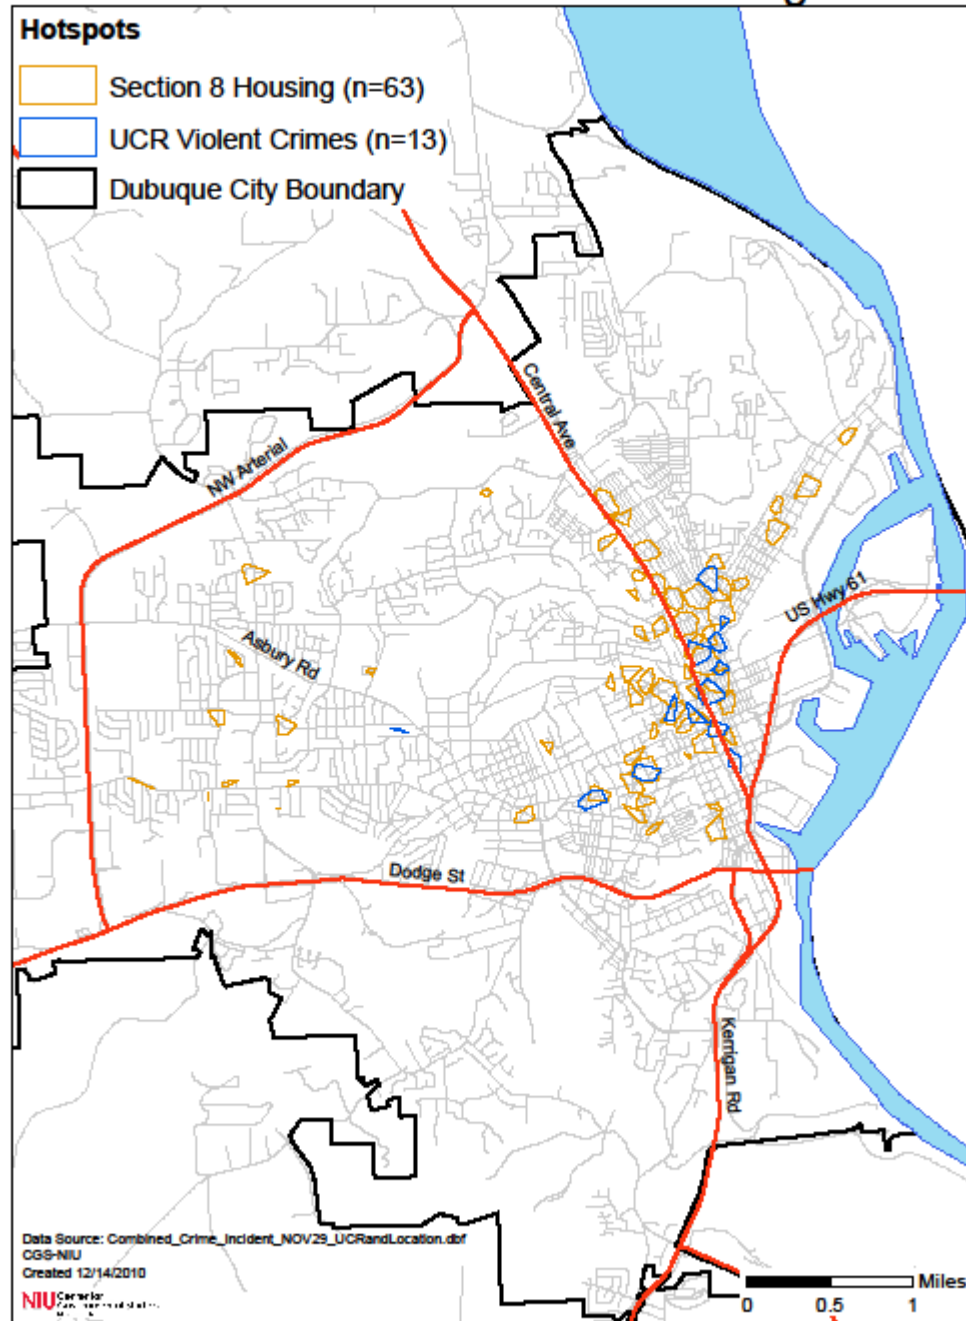 Hotspots
Section 8 Housing (n=63)
UCR Violent Crimes (n=13)
Dubuque City Boundary
Central Ave
NW Arterial
US Hwy 61
Asbury Rd
Dodge St
Kerrigan Rd
Data Source: Combined_Crime_Incident_NOV29_UCRandLocation.dbf
CGS-NIU
Created 12/14/2010
NIU Center for
Miles
0 0.5 1